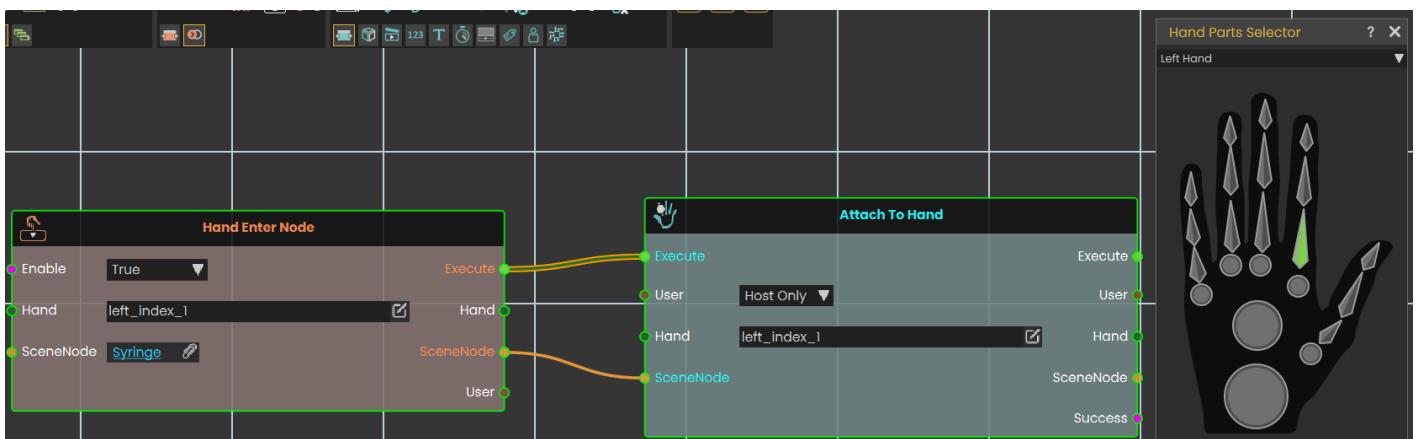 123 T
Hand Parts Selector ? X
Left Hand
Hand Enter Node
Enable True Execute
Hand left_index_1 Hand
SceneNode Syringe SceneNode
User
Attach To Hand
Execute Execute
User Host Only User
Hand left_index_1 Hand
SceneNode SceneNode
Success